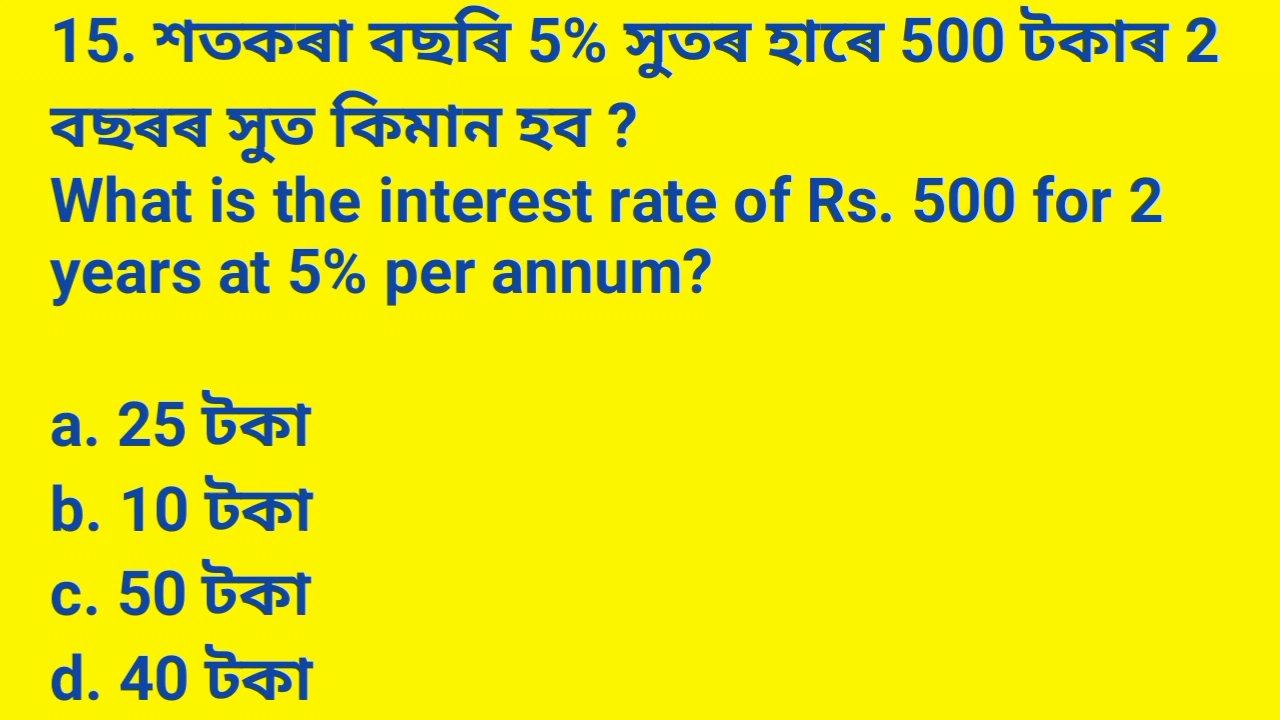 15. শতকৰা বছৰি 5% সুতৰ হাৰে 500 টকাৰ 2
বছৰৰ সুত কিমান হব ?
What is the interest rate of Rs. 500 for 2
years at 5% per annum?
a. 25 টকা
b. 10 টকা
c. 50 টকা
d. 40 টকা